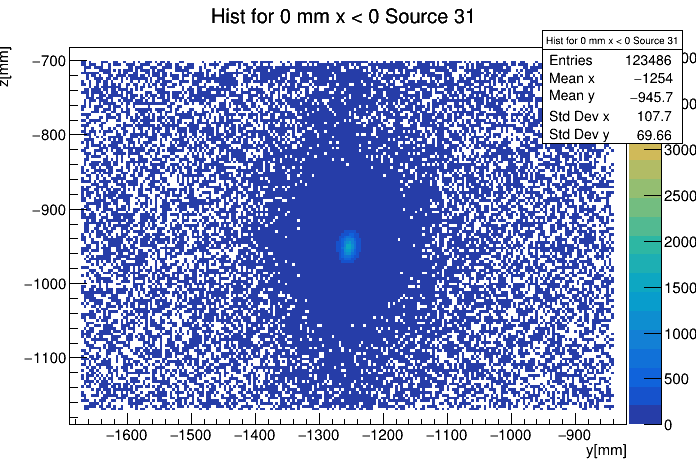 Hist for 0 mm x < 0 Source 31
Hist for 0 mm x < 0 Source 31
Entries 123486
Mean x −1254
Mean y −945.7
Std Dev x 107.7
Std Dev y 69.66
z[mm]
−700
−800
−900
−1000
−1100
−1600
−1500
−1400
−1300
−1200
−1100
−1000
−900
y[mm]
3000
2500
2000
1500
1000
500
0